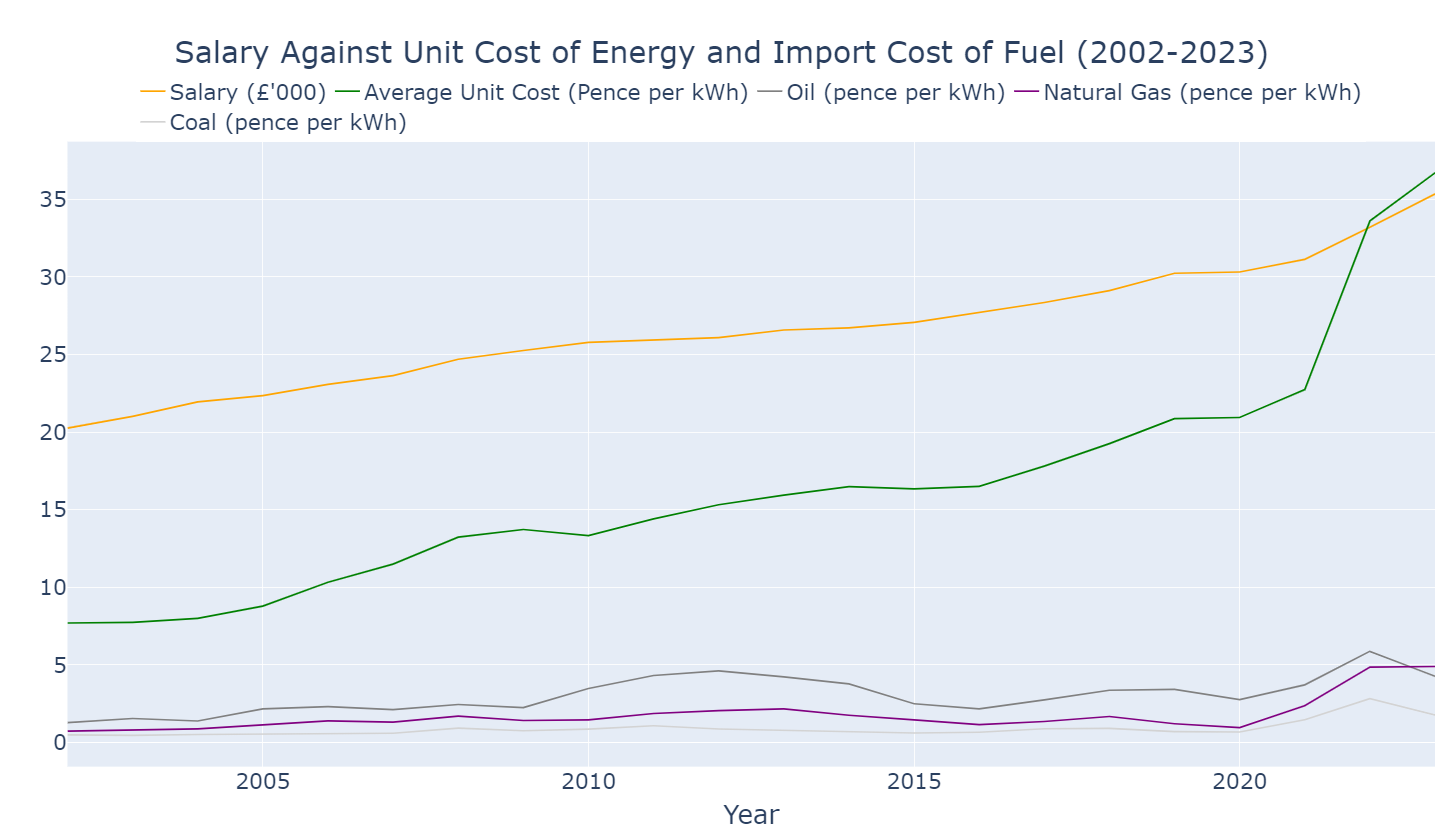 Salary Against Unit Cost of Energy and Import Cost of Fuel (2002-2023)
Salary (£'000) Average Unit Cost (Pence per kWh) Oil (pence per kWh) Natural Gas (pence per kWh)
Coal (pence per kWh)
35
30
25
20
15
10
5
0
2005 2010 2015 2020
Year